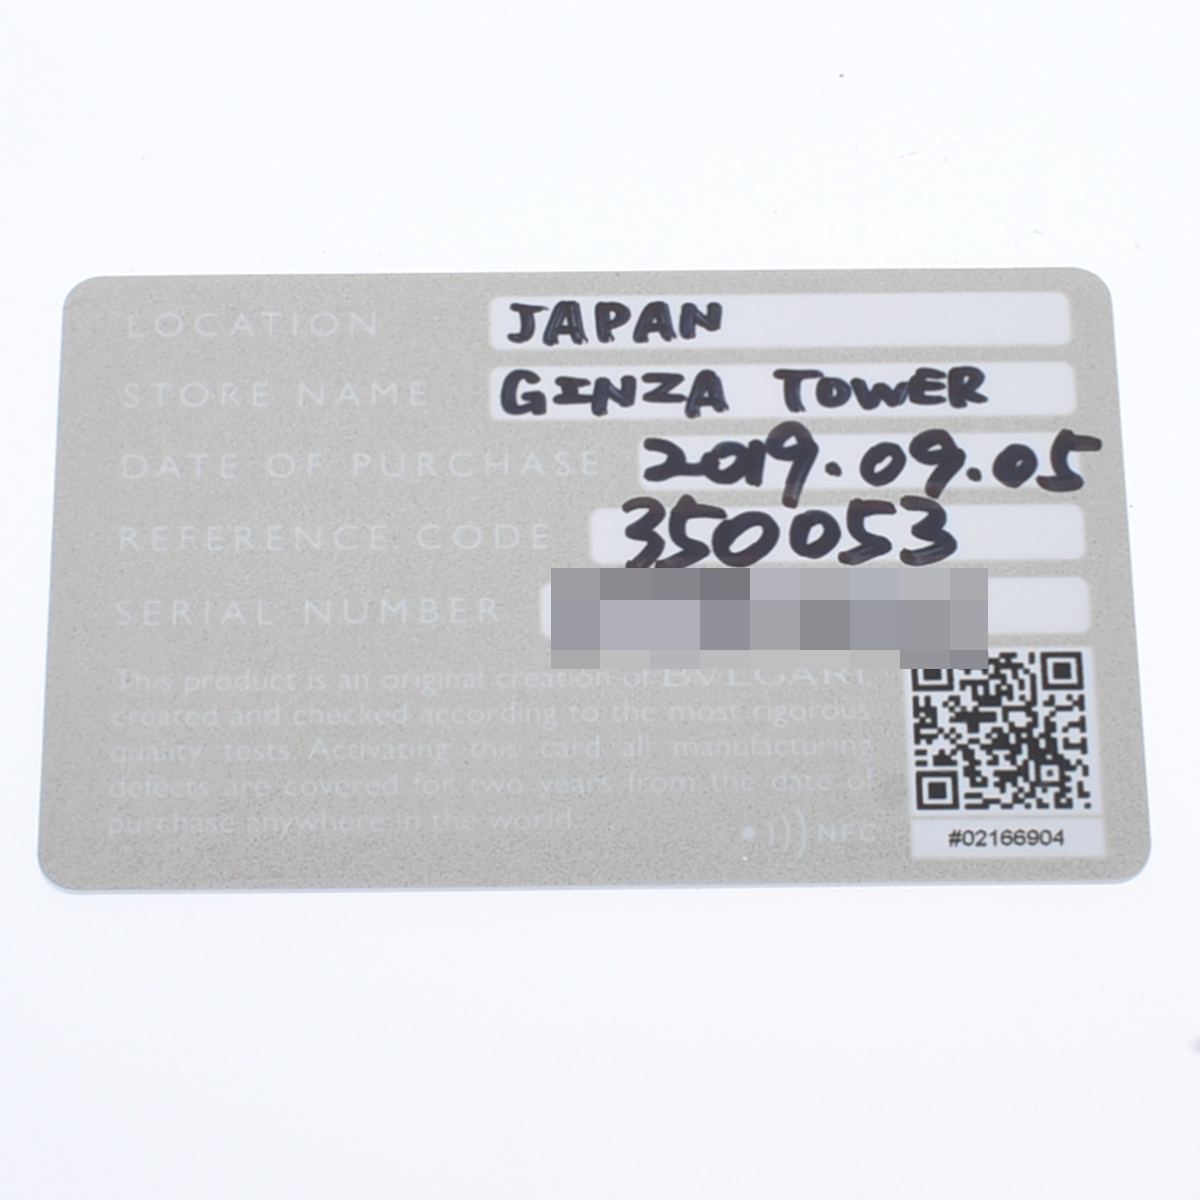 LOCATION JAPAN
STORE NAME GINZA TOWER
DATE OF PURCHASE 2019.09.05
REFERENCE CODE 350053
SERIAL NUMBER
This product is an original creation of BVLGARI,
created and checked according to the most rigorous
quality tests. Activating this card all manufacturing
defects are covered for two years from the date of
purchase anywhere in the world.
NFC
#02166904